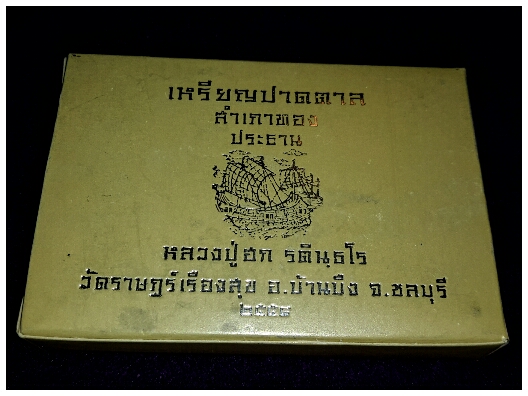 เหรียญปาดตาล
สำเภาทอง
ประธาน
หลวงปู่ฮก รตินฺธโร
วัดราษฎร์เรืองสุข อ.บ้านบึง จ.ชลบุรี
๒๕๕๘